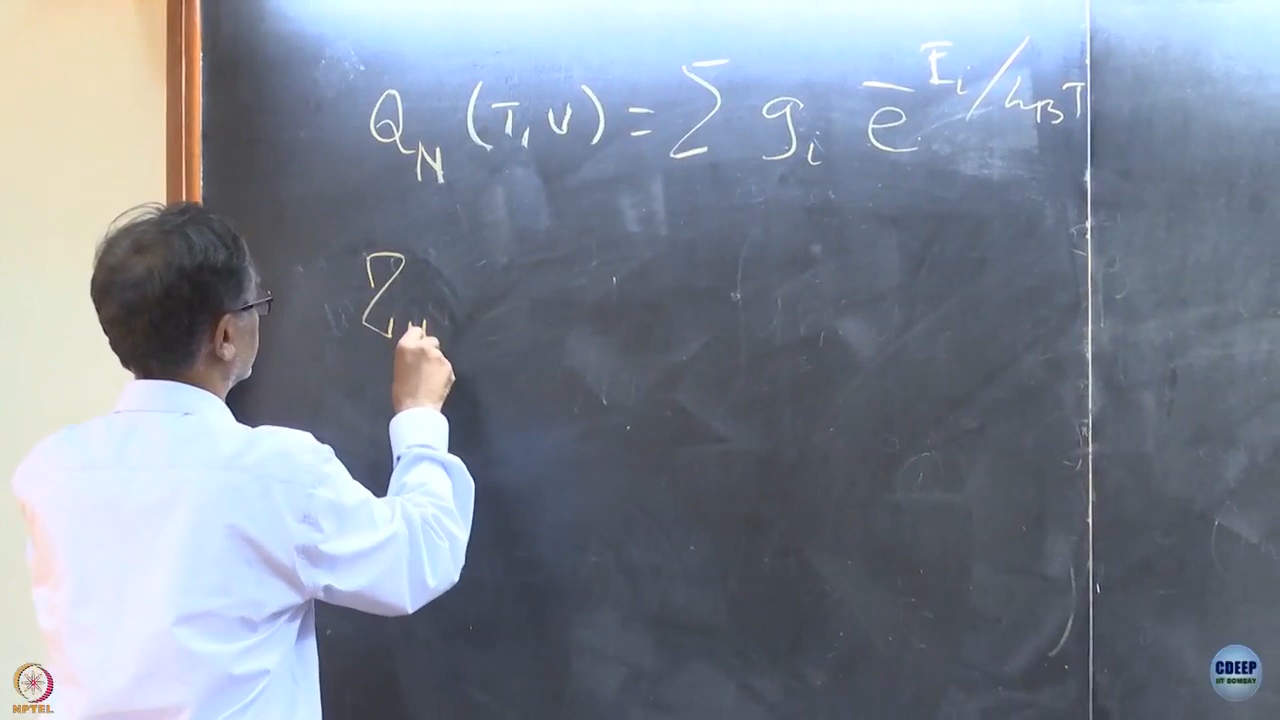 Q_N (T, V) = Σ g_i e^{-E_i/k_BT}
Z
NPTEL
CDEEP
IIT BOMBAY